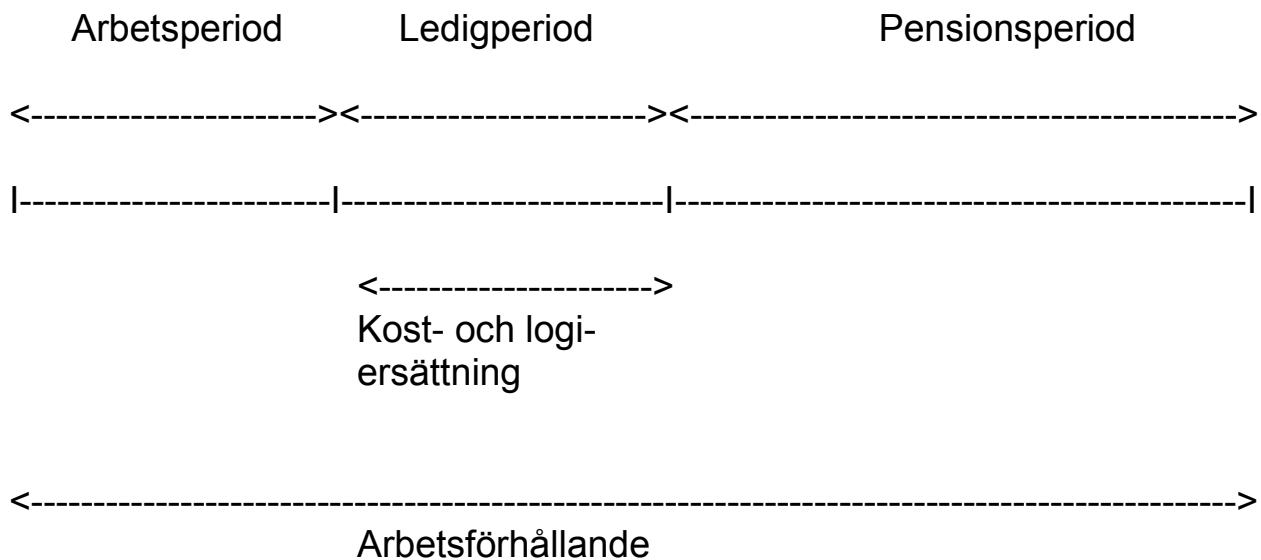 Arbetsperiod Ledigperiod Pensionsperiod
<-----------------------><-----------------------><-------------------------------------------->
|-------------------------|--------------------------|----------------------------------------------|
<---------------------->
Kost- och logi-
ersättning
<------------------------------------------------------------------------------------------------->
Arbetsförhållande